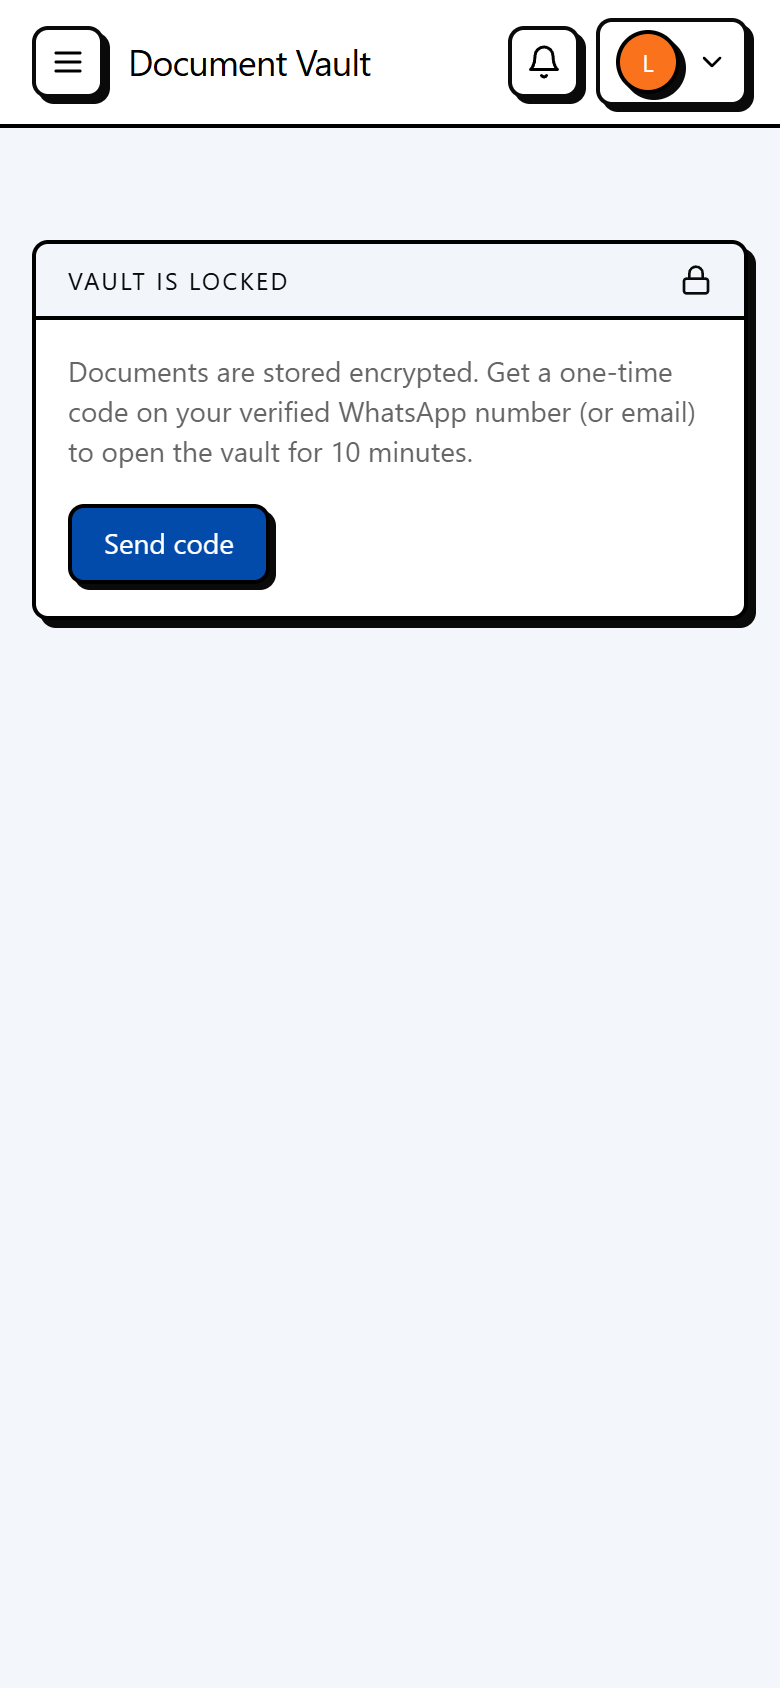 Document Vault
L
VAULT IS LOCKED
Documents are stored encrypted. Get a one-time
code on your verified WhatsApp number (or email)
to open the vault for 10 minutes.
Send code